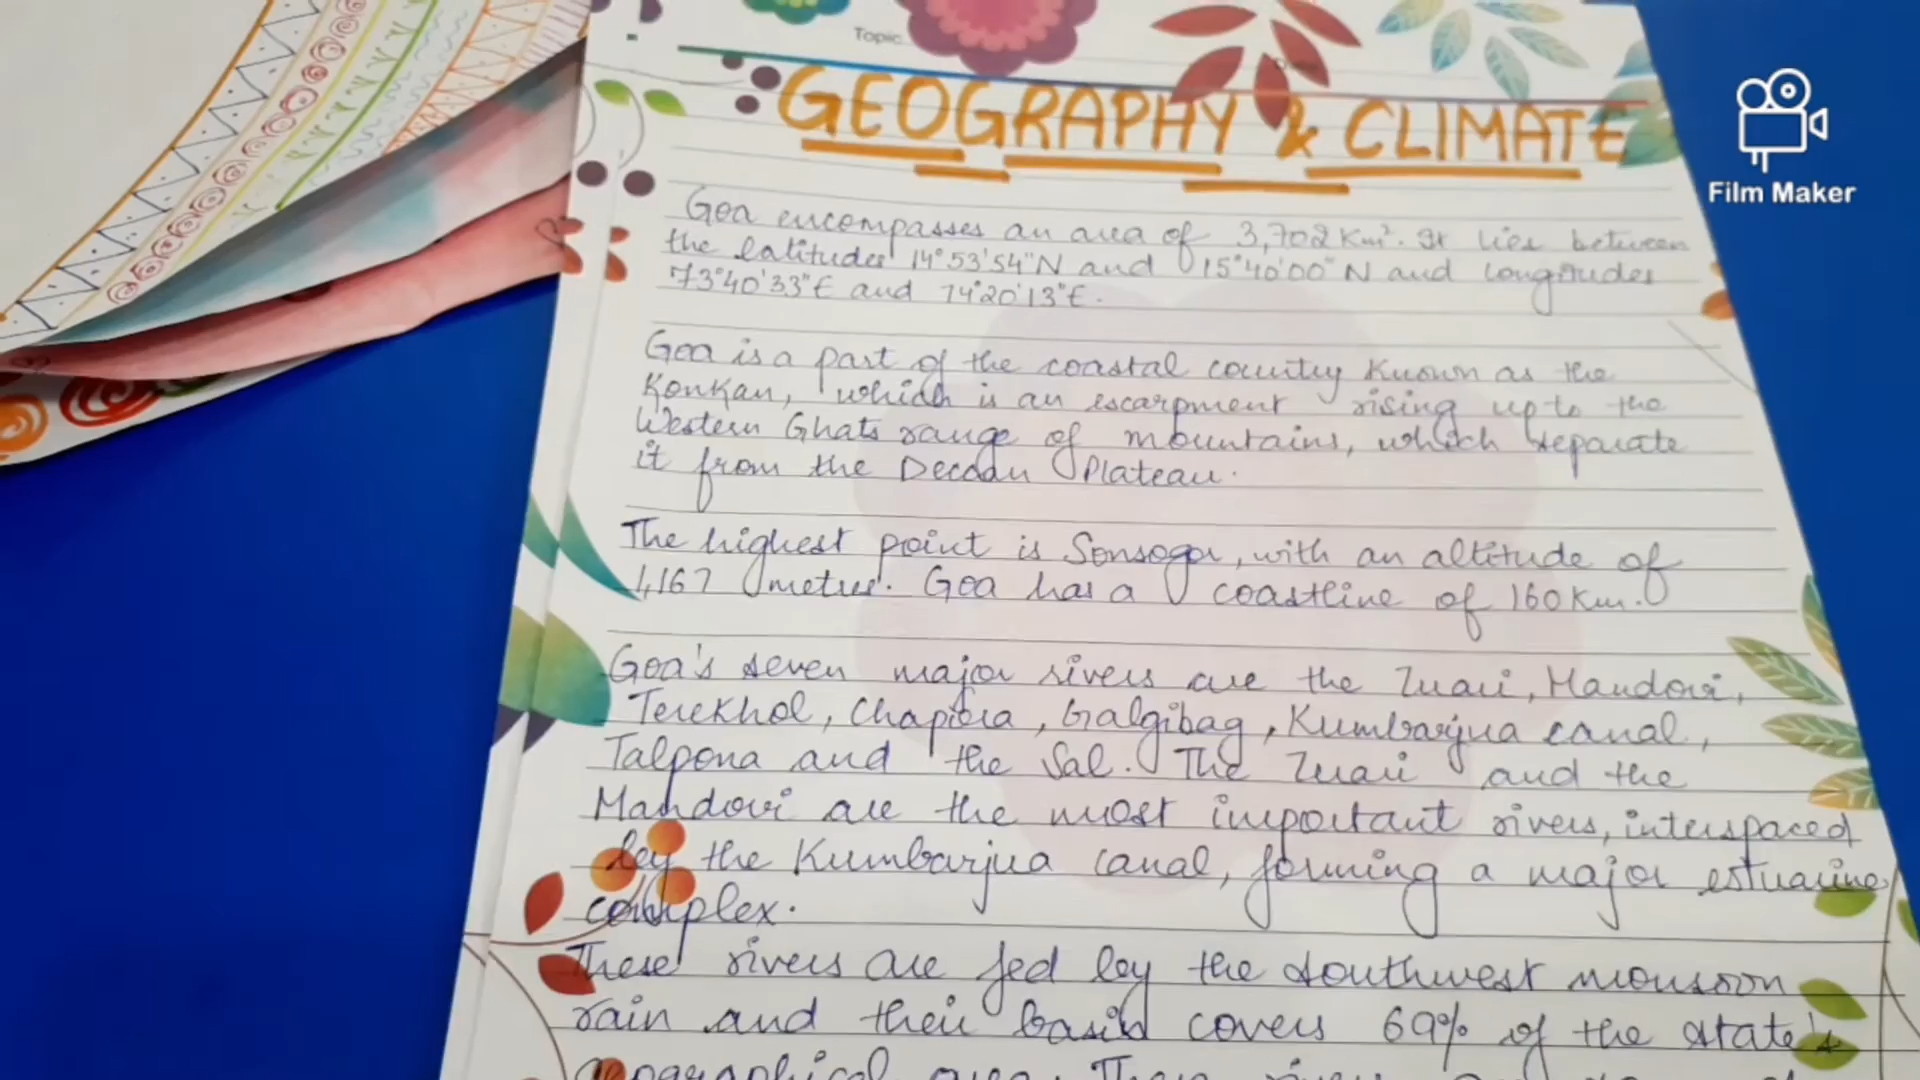 Topic
GEOGRAPHY & CLIMATE
Film Maker
Goa encompasses an area of 3,702 Km². It lies between
the latitudes 14°53'54"N and 15°40'00"N and longitudes
73°40'33"E and 74°20'13"E.
Goa is a part of the coastal country known as the
Konkan, which is an escarpment rising upto the
Western Ghats range of mountains, which separate
it from the Deccan Plateau.
The highest point is Sonsogor, with an altitude of
1,167 metres. Goa has a coastline of 160 Km.
Goa's seven major rivers are the Zuari, Mandovi,
Terekhol, Chapora, Galgibag, Kumbarjua canal,
Talpona and the Sal. The Zuari and the
Mandovi are the most important rivers, interspaced
by the Kumbarjua canal, forming a major estuarine
complex.
These rivers are fed by the southwest monsoon
rain and their basin covers 69% of the state's
geographical area. These rivers